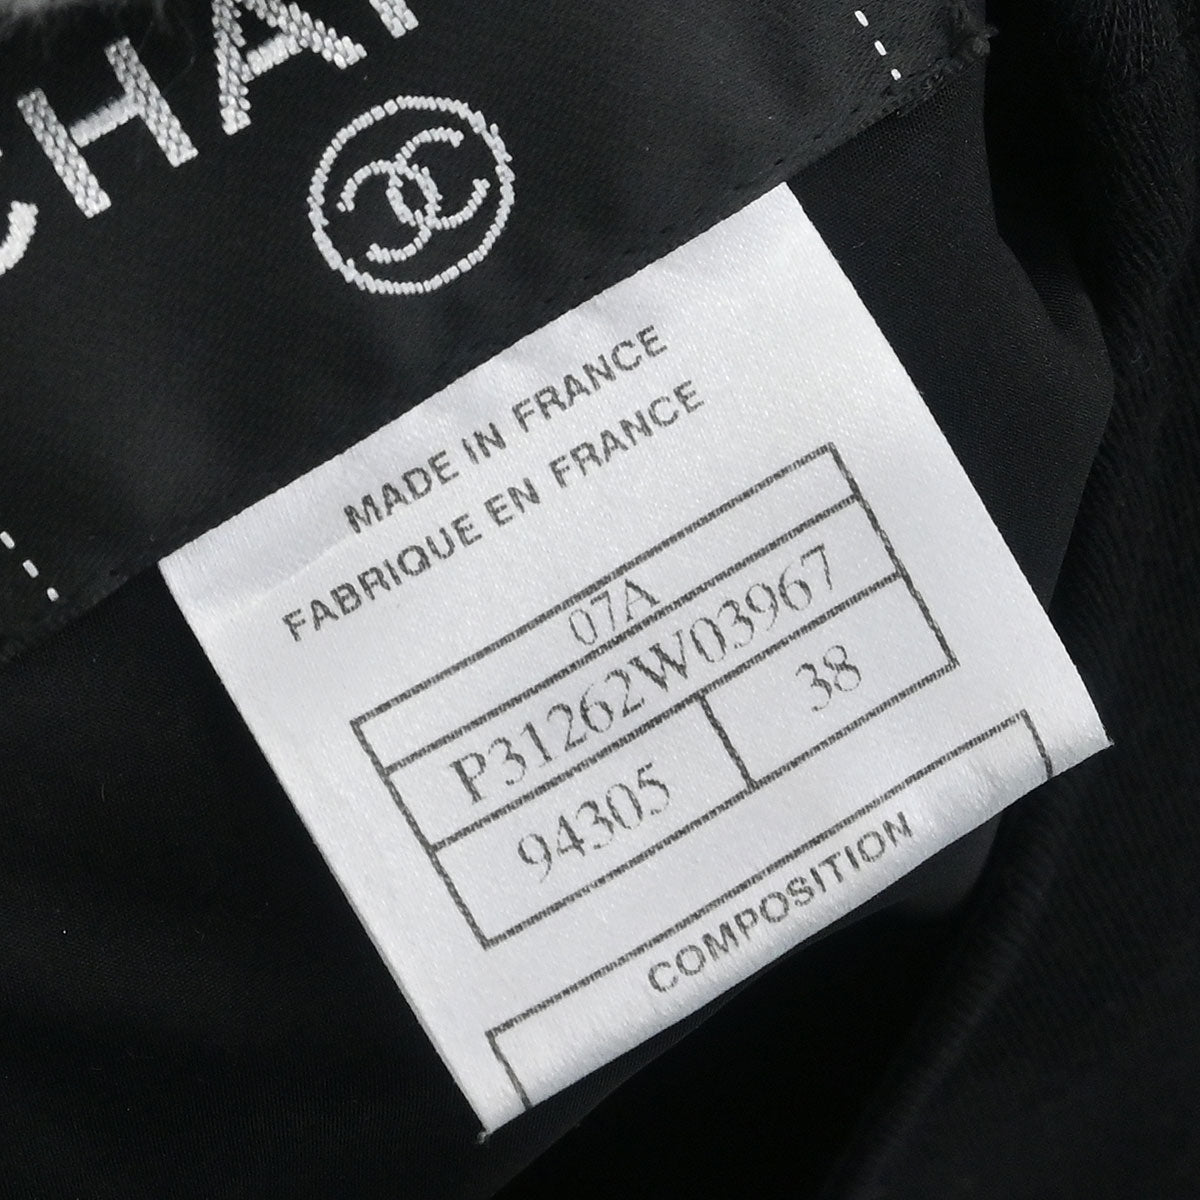 CHA
MADE IN FRANCE
FABRIQUE EN FRANCE
07A
P31262W03967
94305 38
COMPOSITION